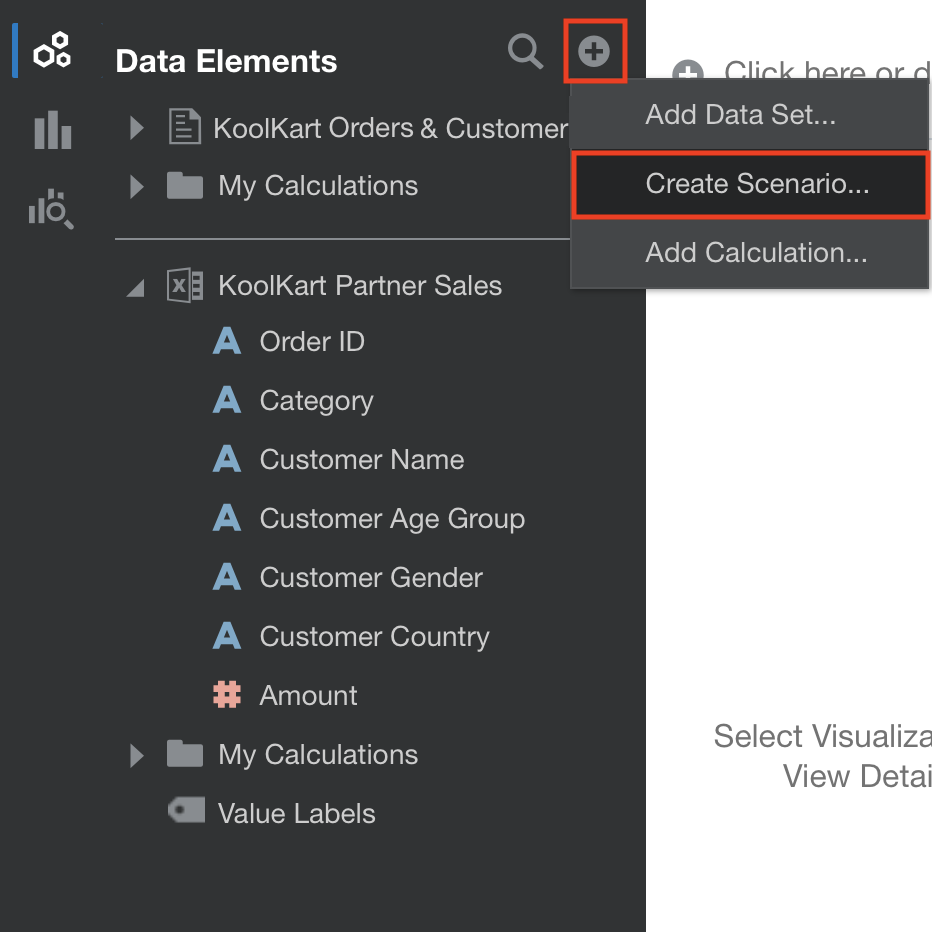 Data Elements
Click here or d
KoolKart Orders & Customer
Add Data Set...
My Calculations
Create Scenario...
Add Calculation...
KoolKart Partner Sales
A Order ID
A Category
A Customer Name
A Customer Age Group
A Customer Gender
A Customer Country
# Amount
My Calculations
Value Labels
Select Visualiza
View Detai